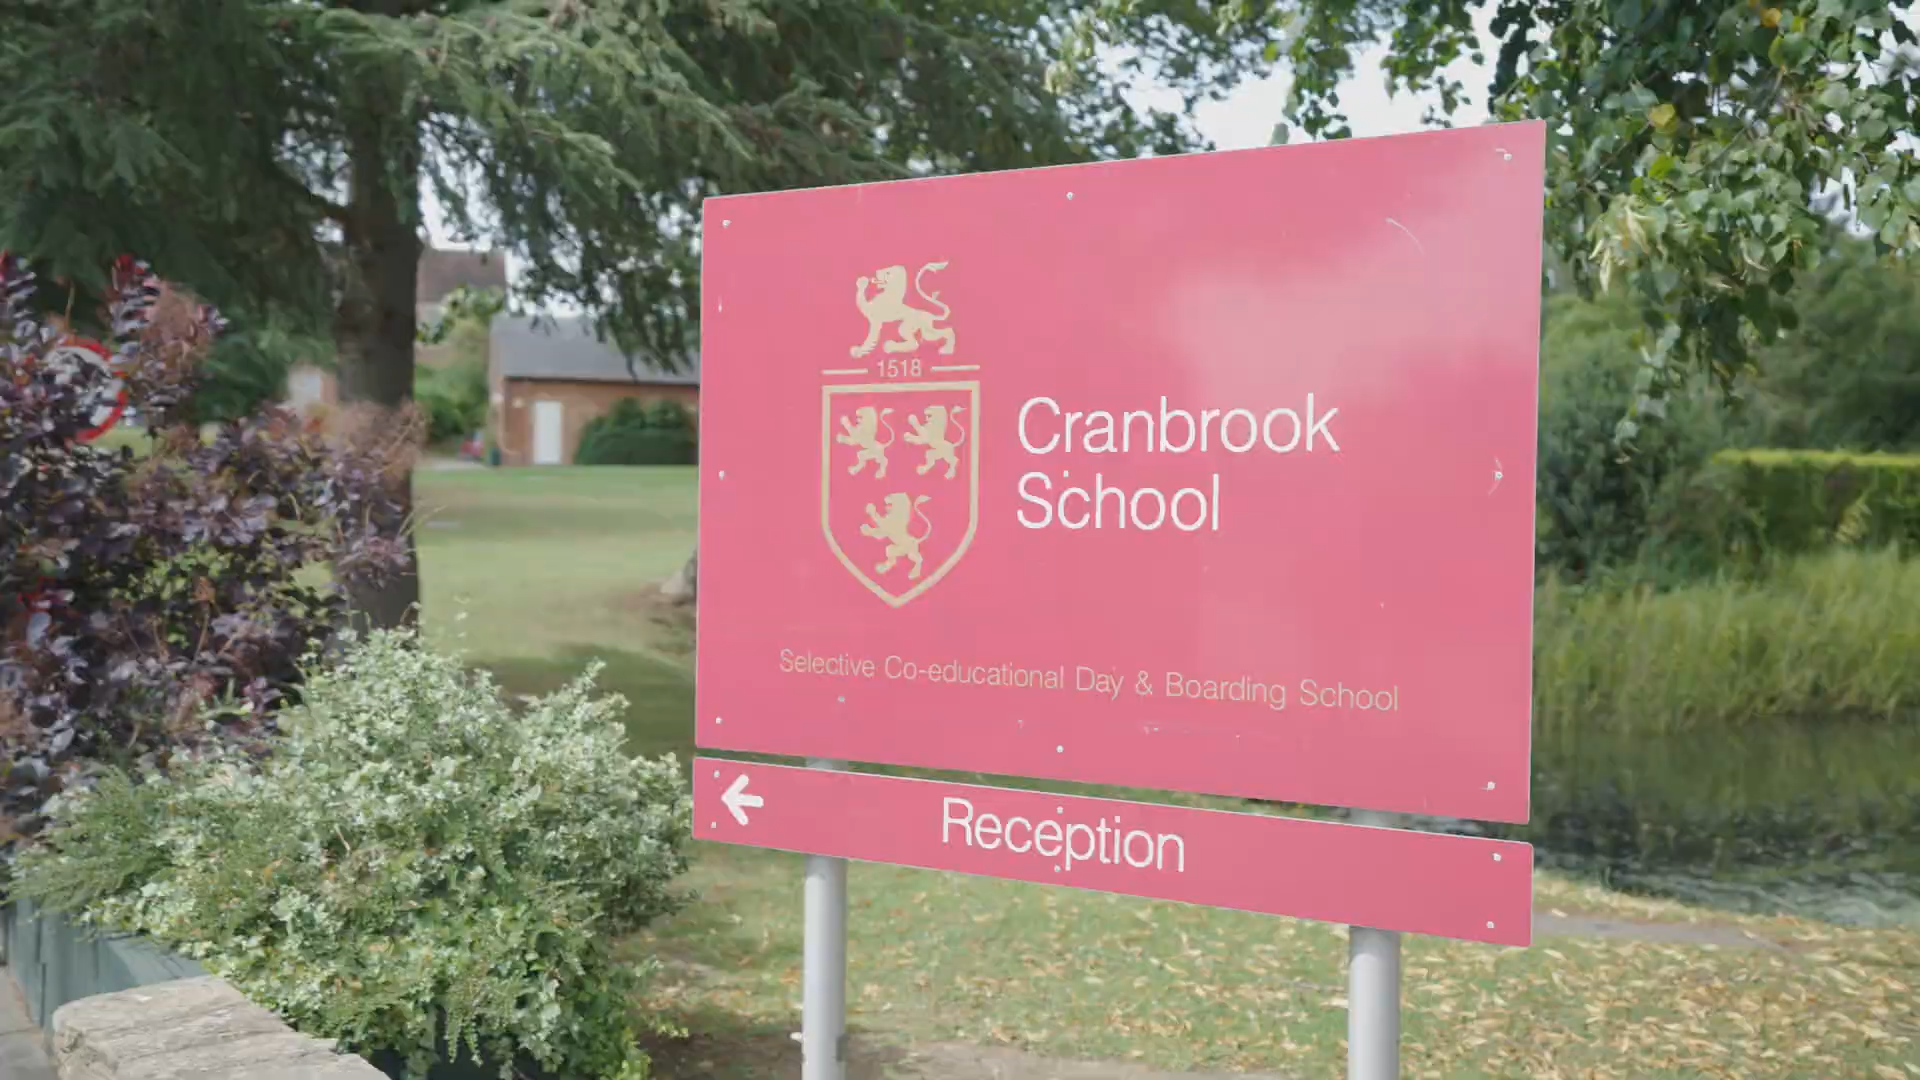 1518
Cranbrook
School
Selective Co-educational Day & Boarding School
Reception